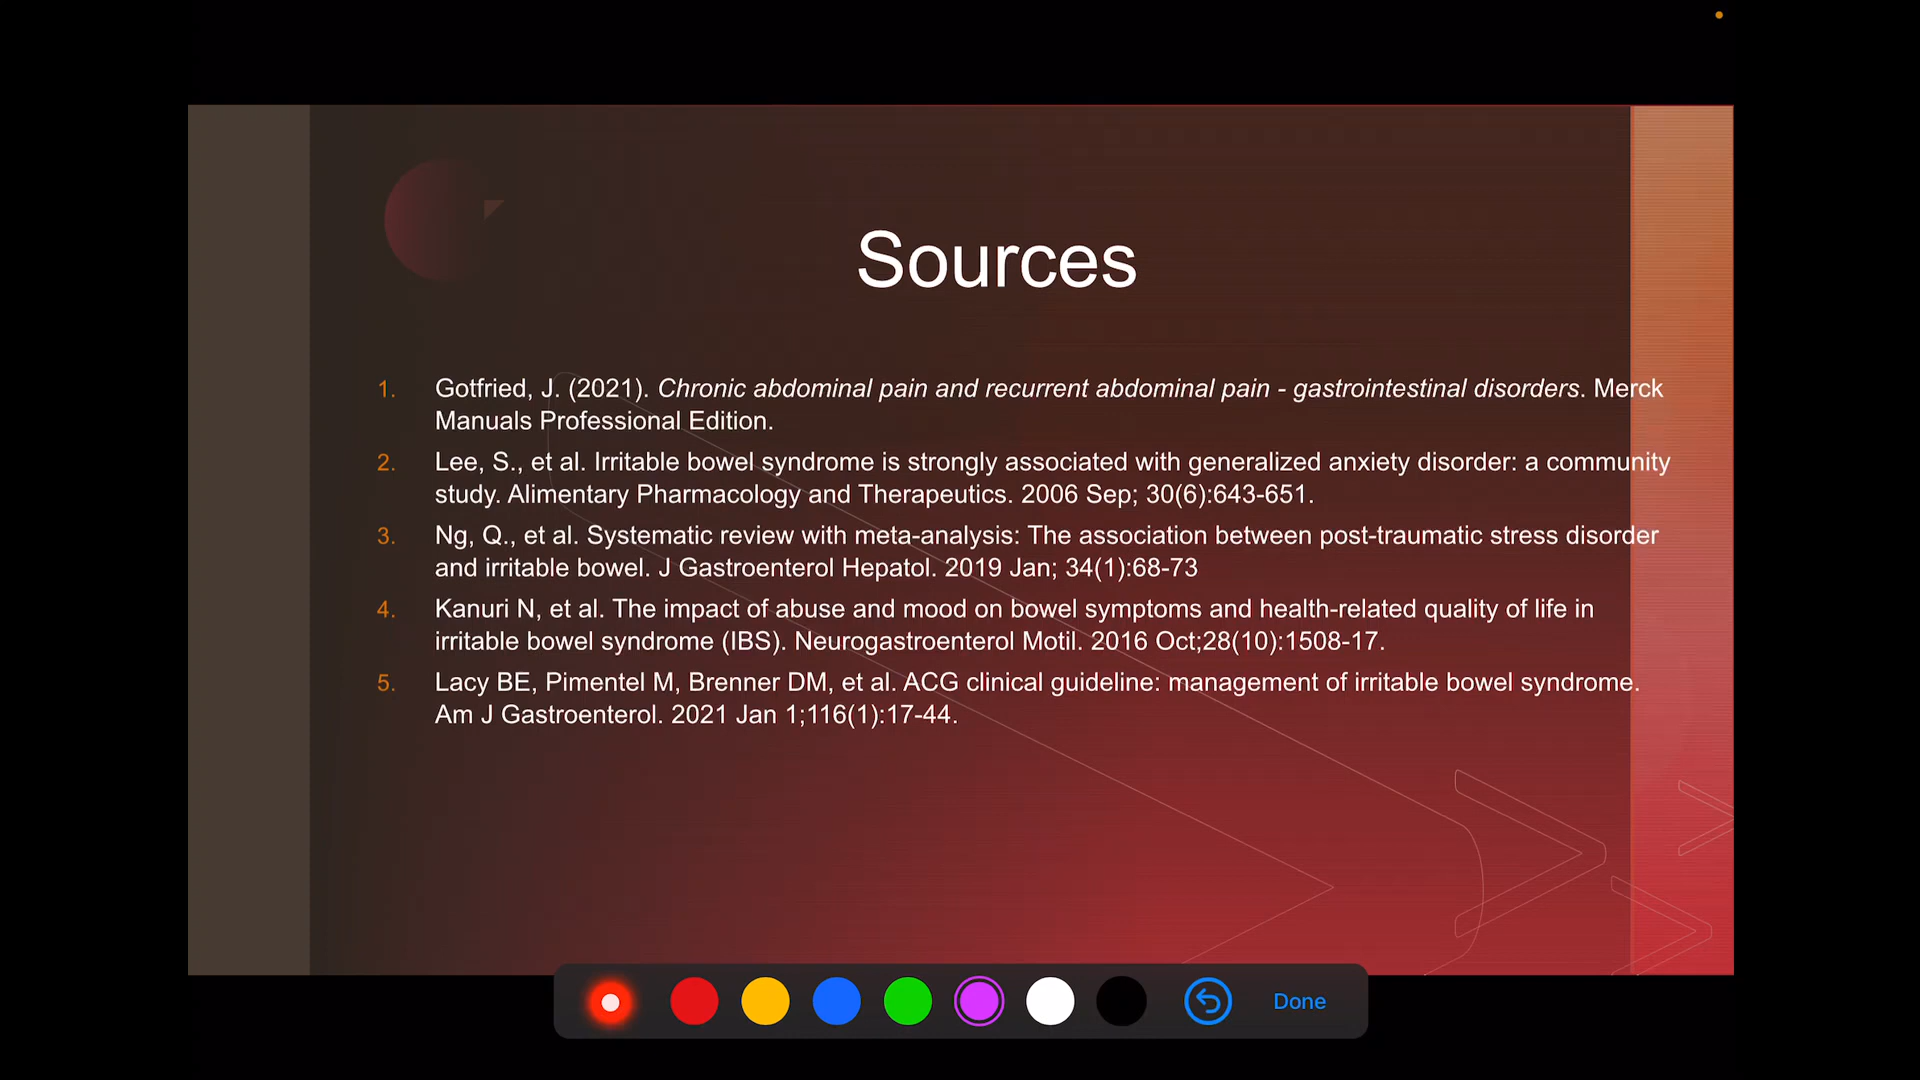 Sources
1. Gotfried, J. (2021). Chronic abdominal pain and recurrent abdominal pain - gastrointestinal disorders. Merck
Manuals Professional Edition.
2. Lee, S., et al. Irritable bowel syndrome is strongly associated with generalized anxiety disorder: a community
study. Alimentary Pharmacology and Therapeutics. 2006 Sep; 30(6):643-651.
3. Ng, Q., et al. Systematic review with meta-analysis: The association between post-traumatic stress disorder
and irritable bowel. J Gastroenterol Hepatol. 2019 Jan; 34(1):68-73
4. Kanuri N, et al. The impact of abuse and mood on bowel symptoms and health-related quality of life in
irritable bowel syndrome (IBS). Neurogastroenterol Motil. 2016 Oct;28(10):1508-17.
5. Lacy BE, Pimentel M, Brenner DM, et al. ACG clinical guideline: management of irritable bowel syndrome.
Am J Gastroenterol. 2021 Jan 1;116(1):17-44.
Done